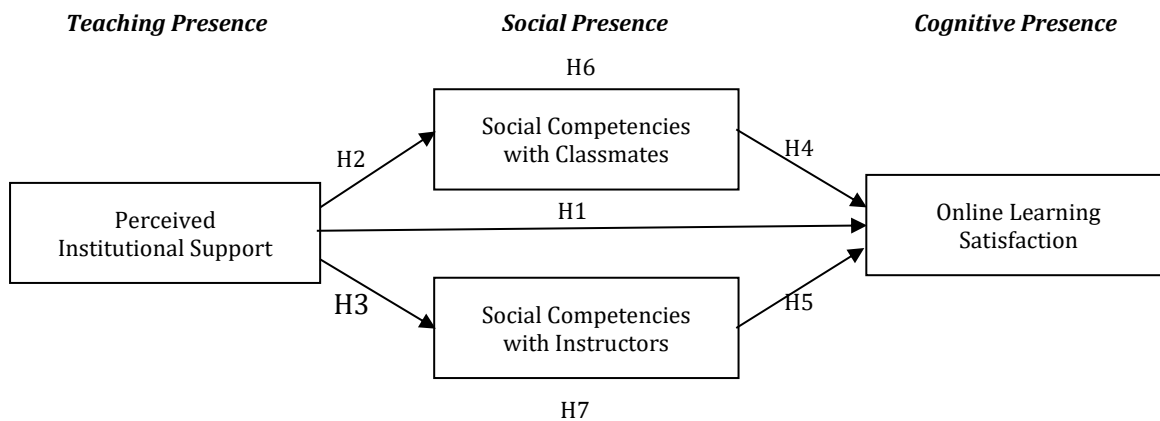 Teaching Presence
Social Presence
Cognitive Presence
H6
Social Competencies
with Classmates
H2
H4
Perceived
Institutional Support
H1
Online Learning
Satisfaction
H3
H5
Social Competencies
with Instructors
H7